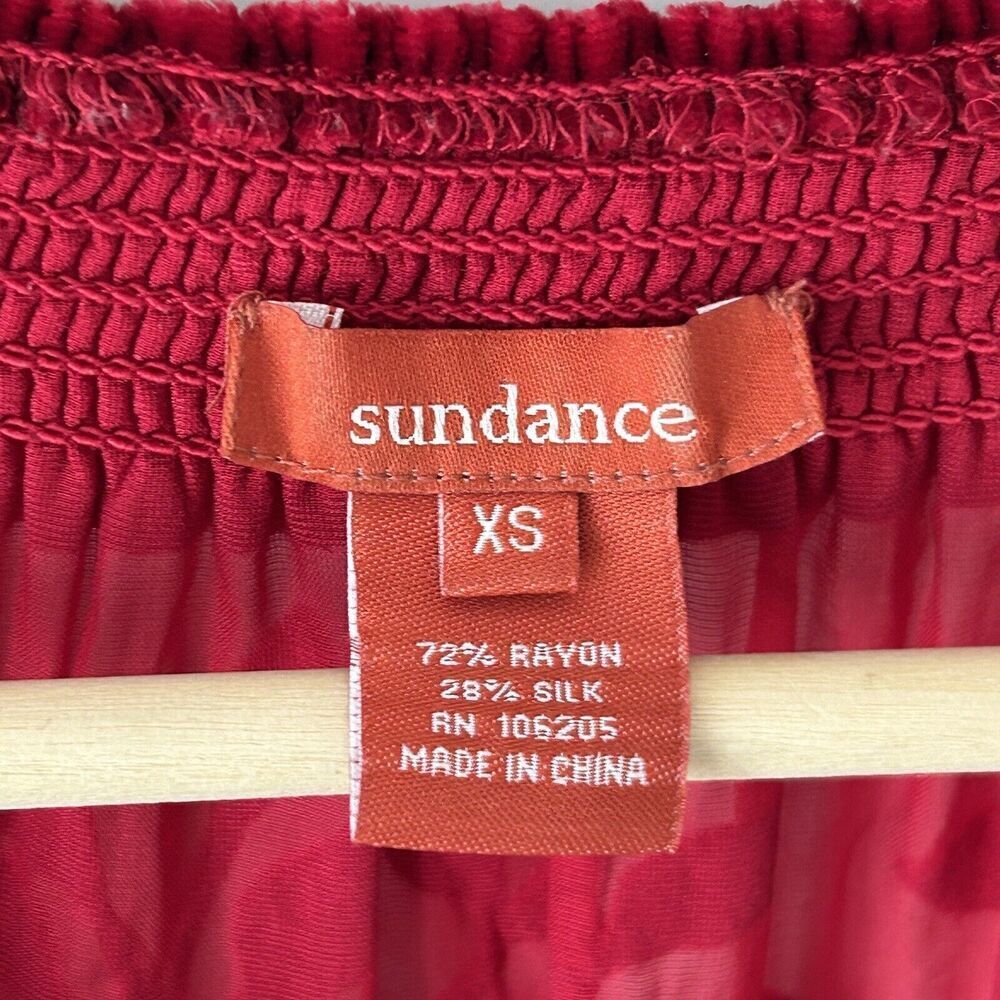 sundance
XS
72% RAYON
28% SILK
RN 106205
MADE IN CHINA